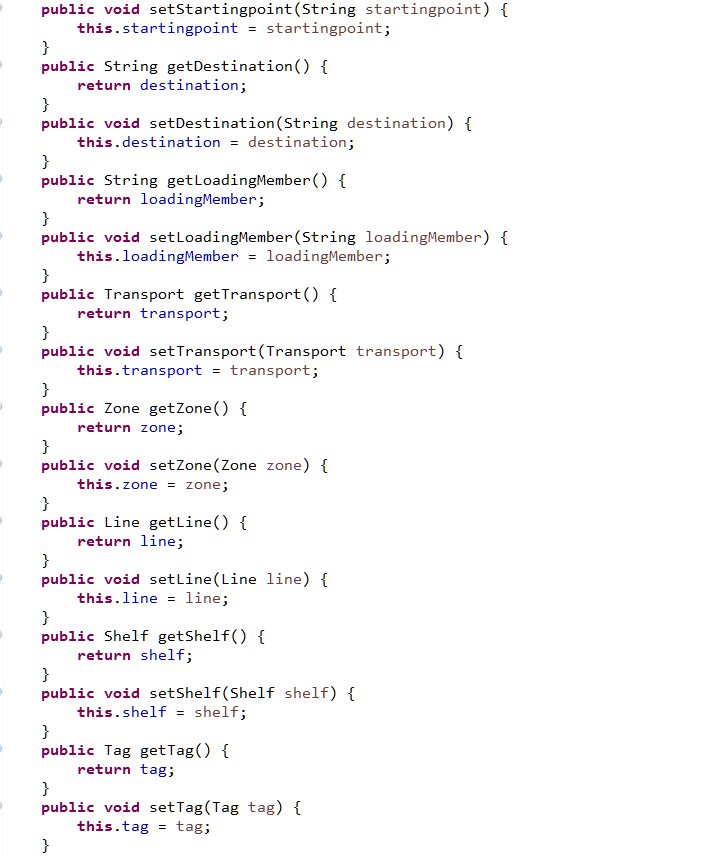 public void setStartingpoint(String startingpoint) {
this.startingpoint = startingpoint;
}
public String getDestination() {
return destination;
}
public void setDestination(String destination) {
this.destination = destination;
}
public String getLoadingMember() {
return loadingMember;
}
public void setLoadingMember(String loadingMember) {
this.loadingMember = loadingMember;
}
public Transport getTransport() {
return transport;
}
public void setTransport(Transport transport) {
this.transport = transport;
}
public Zone getZone() {
return zone;
}
public void setZone(Zone zone) {
this.zone = zone;
}
public Line getLine() {
return line;
}
public void setLine(Line line) {
this.line = line;
}
public Shelf getShelf() {
return shelf;
}
public void setShelf(Shelf shelf) {
this.shelf = shelf;
}
public Tag getTag() {
return tag;
}
public void setTag(Tag tag) {
this.tag = tag;
}